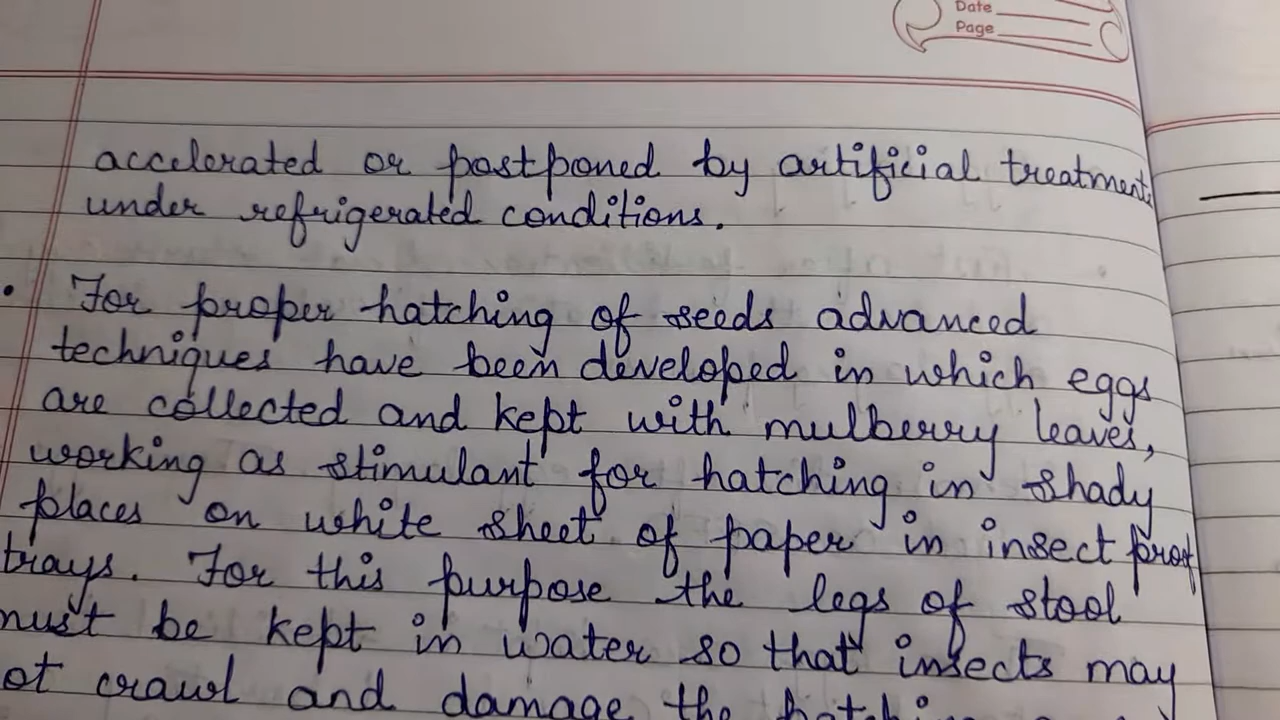 Date
Page
accelerated or postponed by artificial treatment
under refrigerated conditions.
• For proper hatching of seeds advanced
techniques have been developed in which eggs
are collected and kept with mulberry leaves,
working as stimulant for hatching in shady
places on white sheet of paper in insect proof
trays. For this purpose the legs of stool
must be kept in water so that insects may
ot crawl and damage the